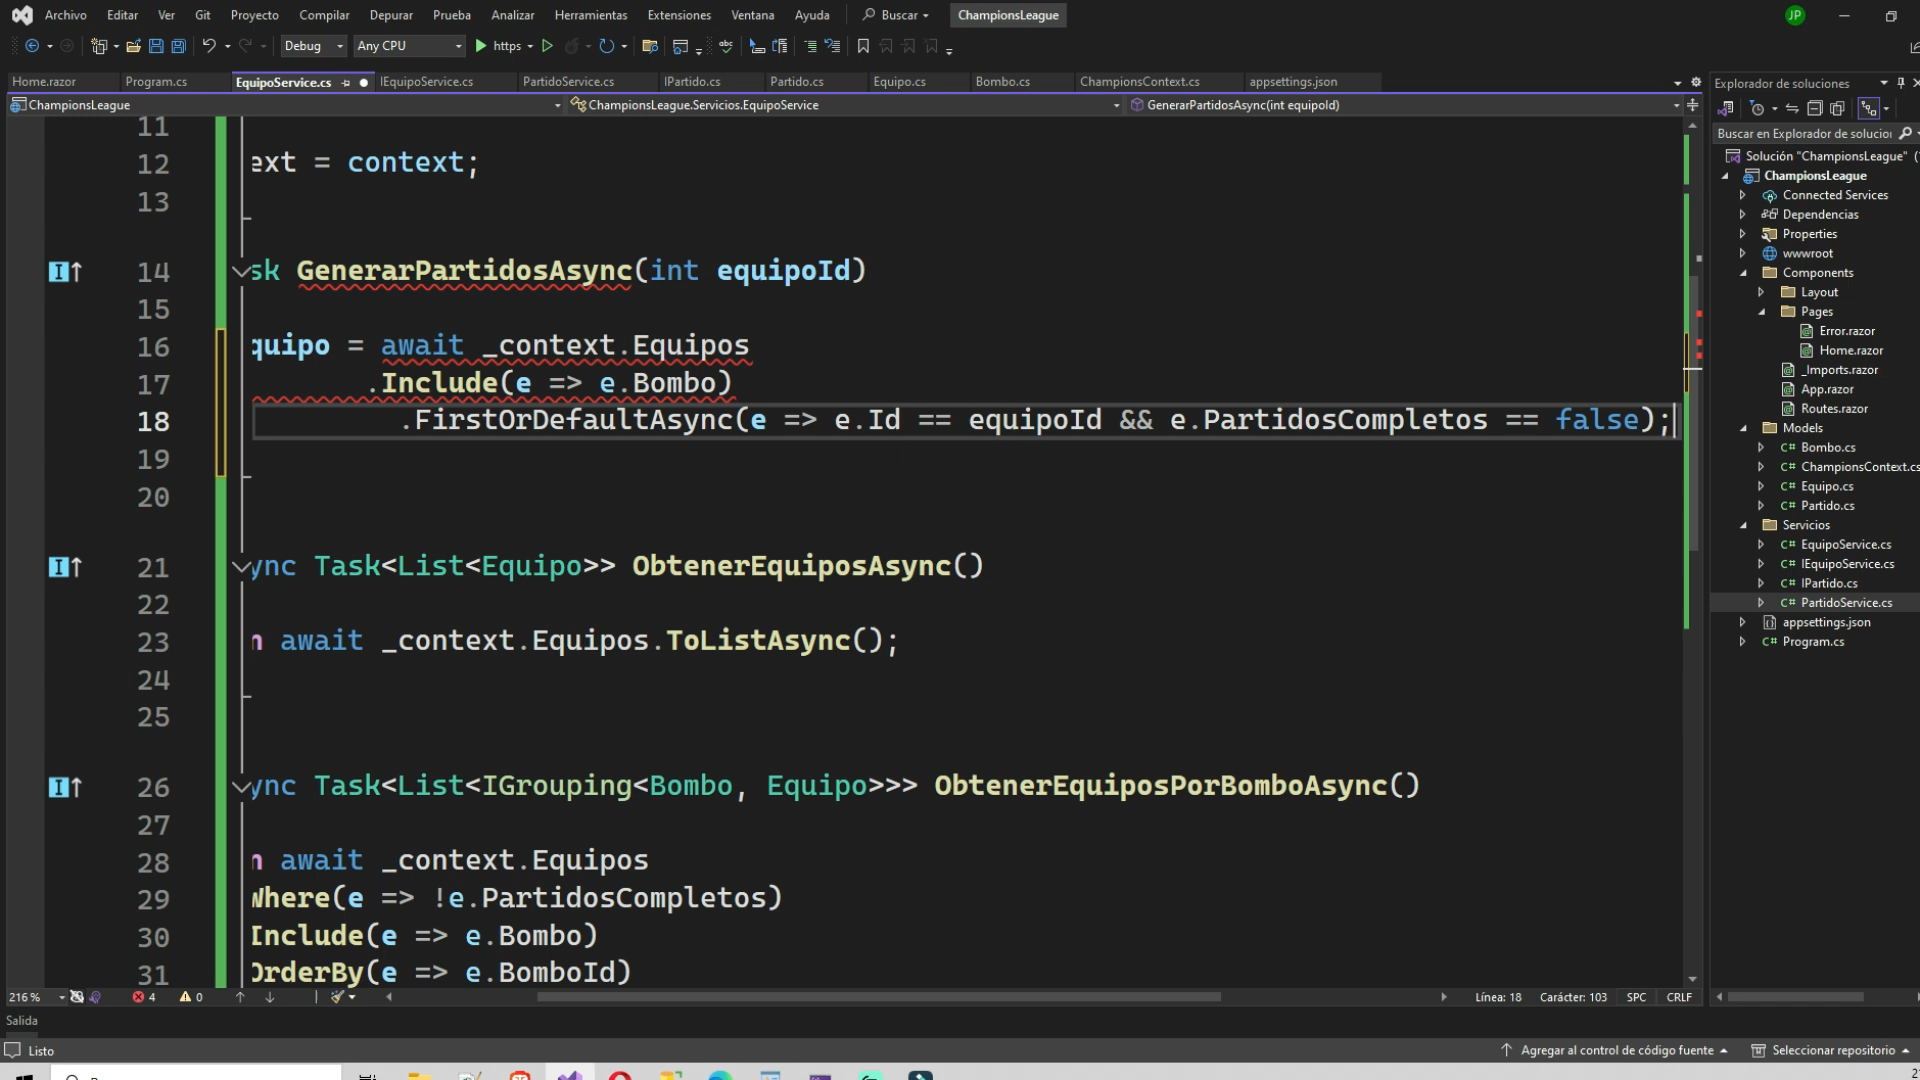 Archivo Editar Ver Git Proyecto Compilar Depurar Prueba Analizar Herramientas Extensiones Ventana Ayuda Buscar ChampionsLeague JP
Debug Any CPU https
Home.razor Program.cs EquipoService.cs IEquipoService.cs PartidoService.cs IPartido.cs Partido.cs Equipo.cs Bombo.cs ChampionsContext.cs appsettings.json
ChampionsLeague ChampionsLeague.Servicios.EquipoService GenerarPartidosAsync(int equipoId)
11
12 ext = context;
13
14 sk GenerarPartidosAsync(int equipoId)
15
16 quipo = await _context.Equipos
17 .Include(e => e.Bombo)
18 .FirstOrDefaultAsync(e => e.Id == equipoId && e.PartidosCompletos == false);
19
20
21 ync Task<List<Equipo>> ObtenerEquiposAsync()
22
23 n await _context.Equipos.ToListAsync();
24
25
26 ync Task<List<IGrouping<Bombo, Equipo>>> ObtenerEquiposPorBomboAsync()
27
28 n await _context.Equipos
29 Where(e => !e.PartidosCompletos)
30 Include(e => e.Bombo)
31 OrderBy(e => e.BomboId)
216 % 4 0 Línea: 18 Carácter: 103 SPC CRLF
Salida
Listo Agregar al control de código fuente Seleccionar repositorio
Explorador de soluciones
Buscar en Explorador de solucio
Solución "ChampionsLeague" (
ChampionsLeague
Connected Services
Dependencias
Properties
wwwroot
Components
Layout
Pages
Error.razor
Home.razor
_Imports.razor
App.razor
Routes.razor
Models
C# Bombo.cs
C# ChampionsContext.cs
C# Equipo.cs
C# Partido.cs
Servicios
C# EquipoService.cs
C# IEquipoService.cs
C# IPartido.cs
C# PartidoService.cs
appsettings.json
C# Program.cs